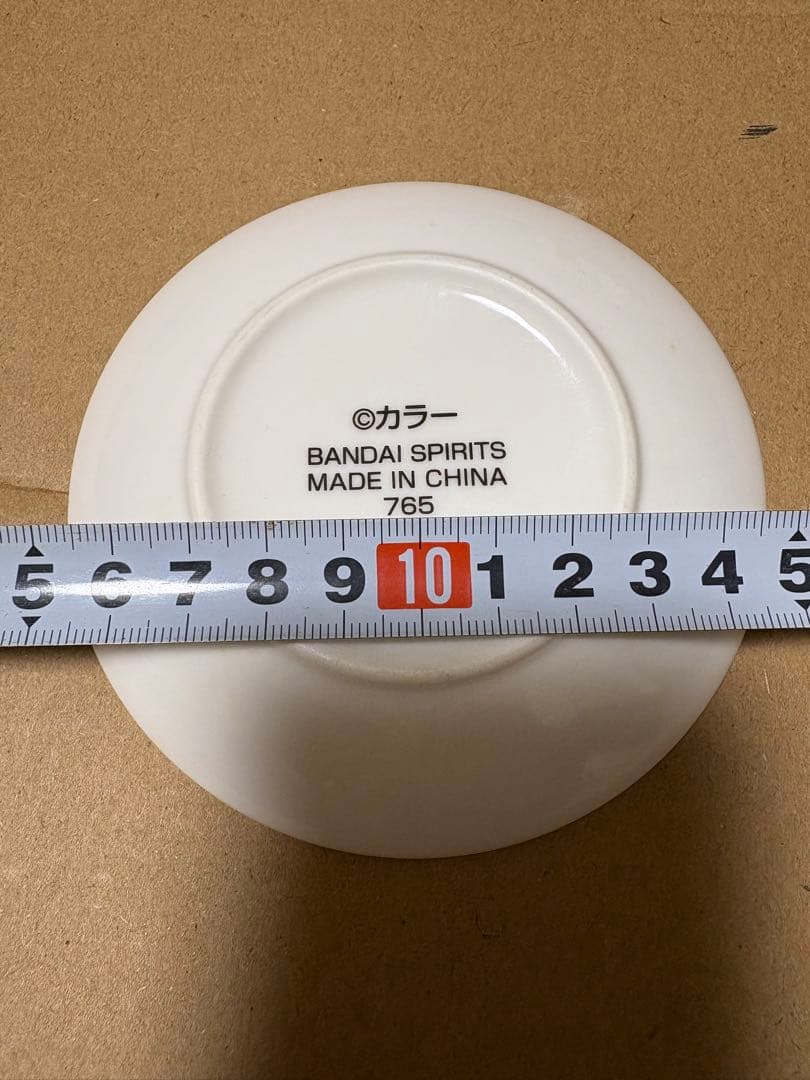 ©カラー
BANDAI SPIRITS
MADE IN CHINA
765
5 6 7 8 9 10 1 2 3 4 5